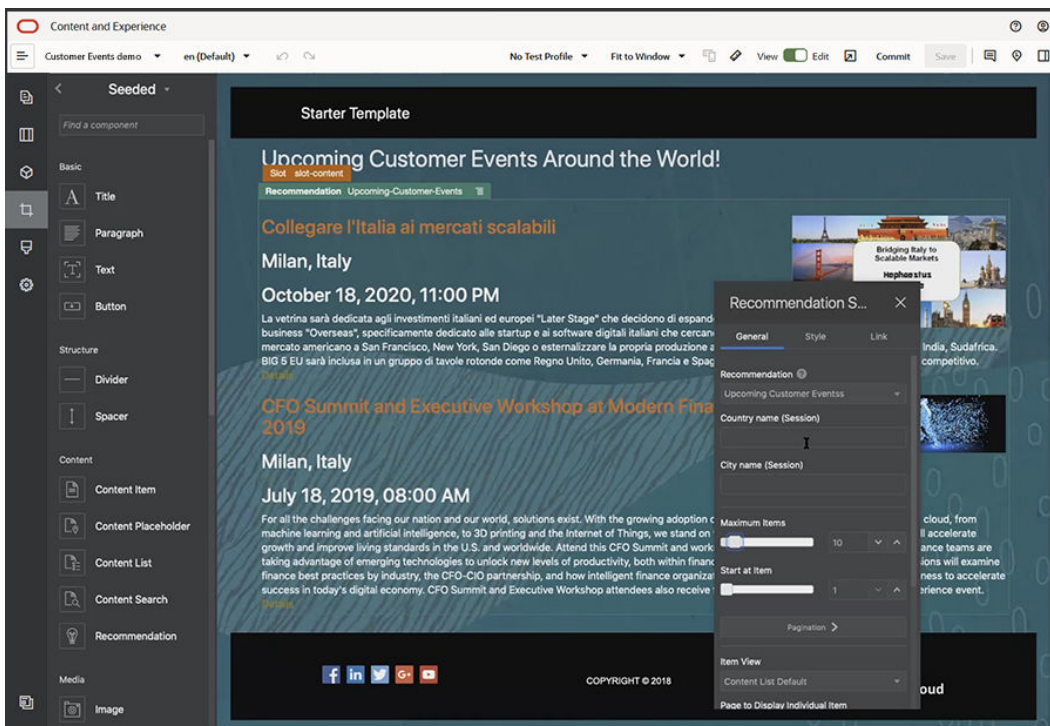 Content and Experience
Customer Events demo
en (Default)
No Test Profile
Fit to Window
View
Edit
Commit
Save
Seeded
Find a component
Basic
Title
Paragraph
Text
Button
Structure
Divider
Spacer
Content
Content Item
Content Placeholder
Content List
Content Search
Recommendation
Media
Image
Starter Template
Upcoming Customer Events Around the World!
Slot slot-content
Recommendation Upcoming-Customer-Events
Collegare l'Italia ai mercati scalabili
Milan, Italy
October 18, 2020, 11:00 PM
La vetrina sarà dedicata agli investimenti italiani ed europei "Later Stage" che decidono di
business "Overseas", specificamente dedicato alle startup e ai software digitali italiani che
mercato americano a San Francisco, New York, San Diego o esternalizzare la propria produzione a
India, Sudafrica.
BIG 5 EU sarà inclusa in un gruppo di tavole rotonde come Regno Unito, Germania, Francia e
competitivo.
Details
Bridging Italy to
Scalable Markets
Hephaestus
CFO Summit and Executive Workshop at Modern
2019
Milan, Italy
July 18, 2019, 08:00 AM
For all the challenges facing our nation and our world, solutions exist. With the growing adoption
cloud, from
machine learning and artificial intelligence, to 3D printing and the Internet of Things, we stand on
accelerate
growth and improve living standards in the U.S. and worldwide. Attend this CFO Summit and
teams are
taking advantage of emerging technologies to unlock new levels of productivity, both within
will examine
finance best practices by industry, the CFO-CIO partnership, and how intelligent finance
to accelerate
success in today's digital economy. CFO Summit and Executive Workshop attendees also receive
event.
Details
COPYRIGHT © 2018
Recommendation S...
General
Style
Link
Recommendation
Upcoming Customer Eventss
Country name (Session)
City name (Session)
Maximum Items
10
Start at Item
1
Pagination
Item View
Content List Default
Page to Display Individual Item